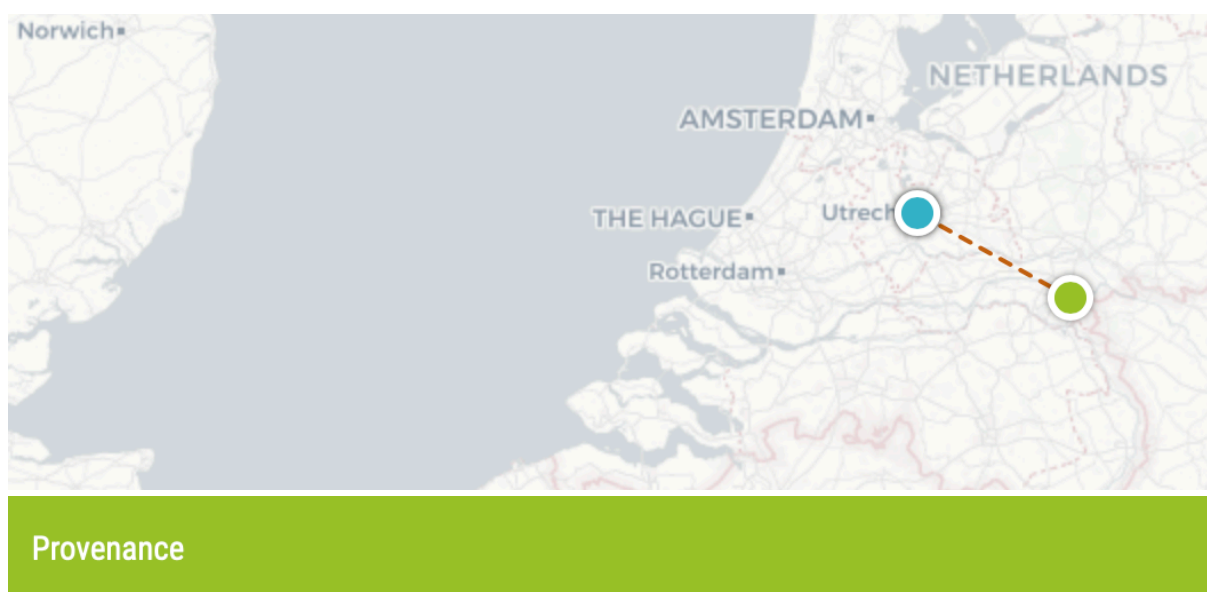 Norwich
NETHERLANDS
AMSTERDAM
THE HAGUE
Utrech
Rotterdam
Provenance